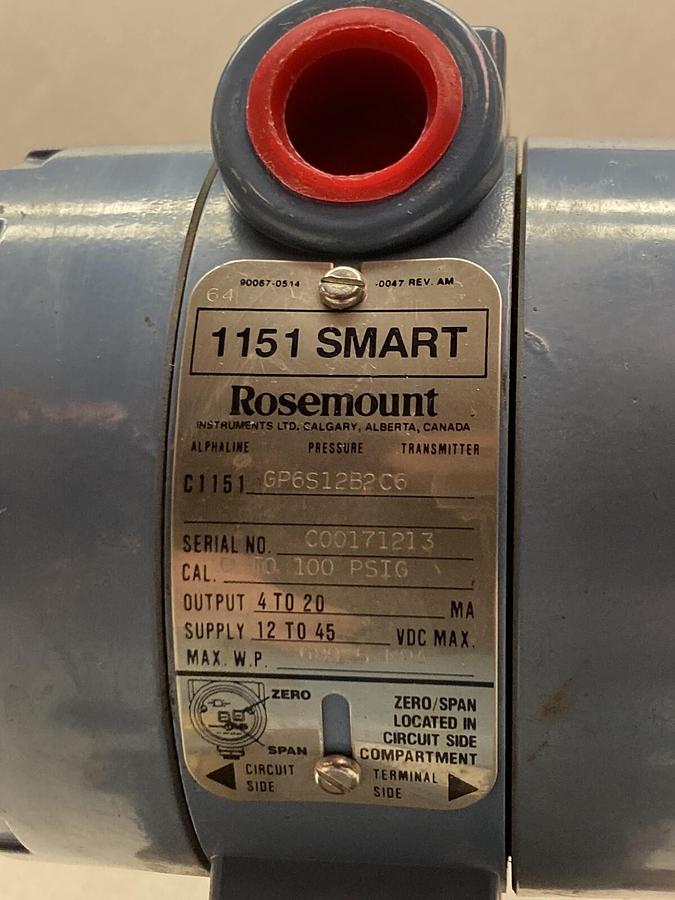 90067-0514 -0047 REV. AM
64
1151 SMART
Rosemount
INSTRUMENTS LTD. CALGARY, ALBERTA, CANADA
ALPHALINE PRESSURE TRANSMITTER
C1151 GP6S12B2C6
SERIAL NO. C00171213
CAL. 0 TO 100 PSIG
OUTPUT 4 TO 20 MA
SUPPLY 12 TO 45 VDC MAX.
MAX. W.P.
ZERO
SPAN
ZERO/SPAN
LOCATED IN
CIRCUIT SIDE
COMPARTMENT
CIRCUIT
SIDE
TERMINAL
SIDE